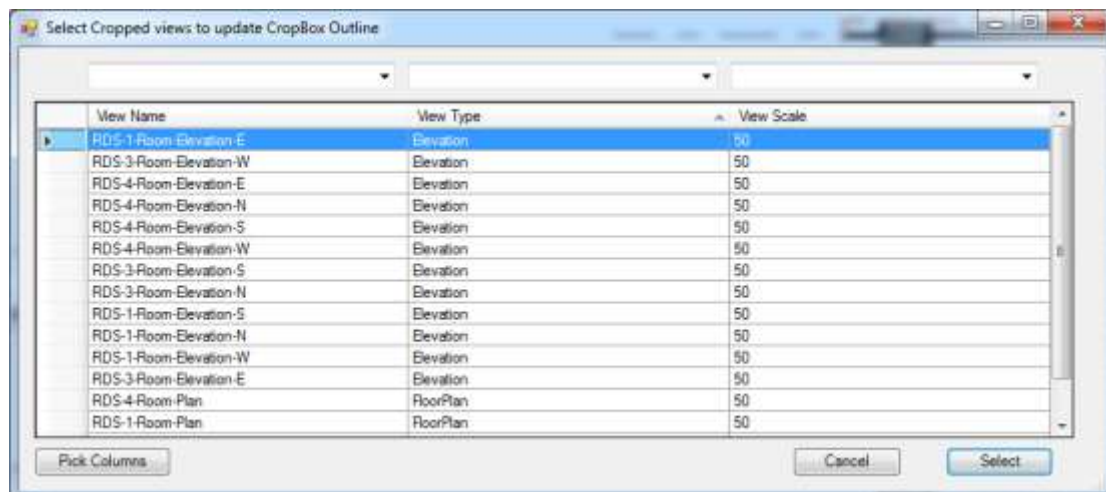 Select Cropped views to update CropBox Outline
View Name View Type View Scale
RDS-1-Room-Elevation-E Elevation 50
RDS-3-Room-Elevation-W Elevation 50
RDS-4-Room-Elevation-E Elevation 50
RDS-4-Room-Elevation-N Elevation 50
RDS-4-Room-Elevation-S Elevation 50
RDS-4-Room-Elevation-W Elevation 50
RDS-3-Room-Elevation-S Elevation 50
RDS-3-Room-Elevation-N Elevation 50
RDS-1-Room-Elevation-S Elevation 50
RDS-1-Room-Elevation-N Elevation 50
RDS-1-Room-Elevation-W Elevation 50
RDS-3-Room-Elevation-E Elevation 50
RDS-4-Room-Plan FloorPlan 50
RDS-1-Room-Plan FloorPlan 50
Pick Columns Cancel Select